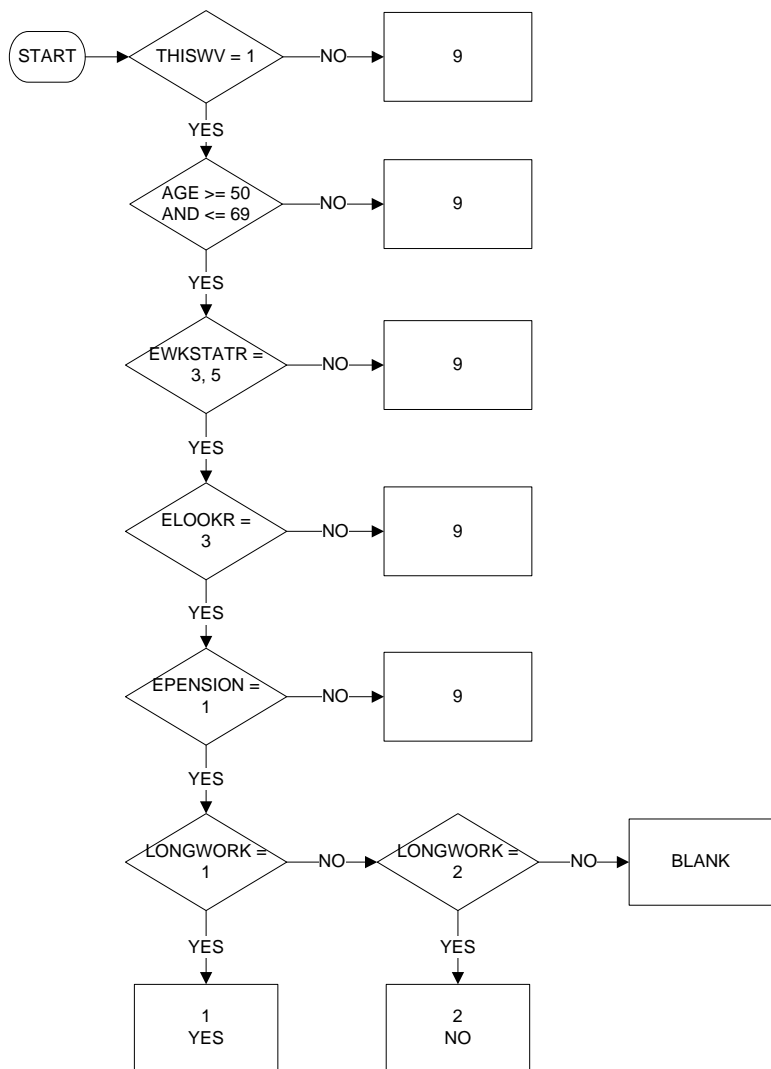 START
THISWV = 1
NO
9
YES
AGE >= 50
AND <= 69
NO
9
YES
EWKSTATR =
3, 5
NO
9
YES
ELOOKR =
3
NO
9
YES
EPENSION =
1
NO
9
YES
LONGWORK =
1
NO
LONGWORK =
2
NO
BLANK
YES
YES
1
YES
2
NO